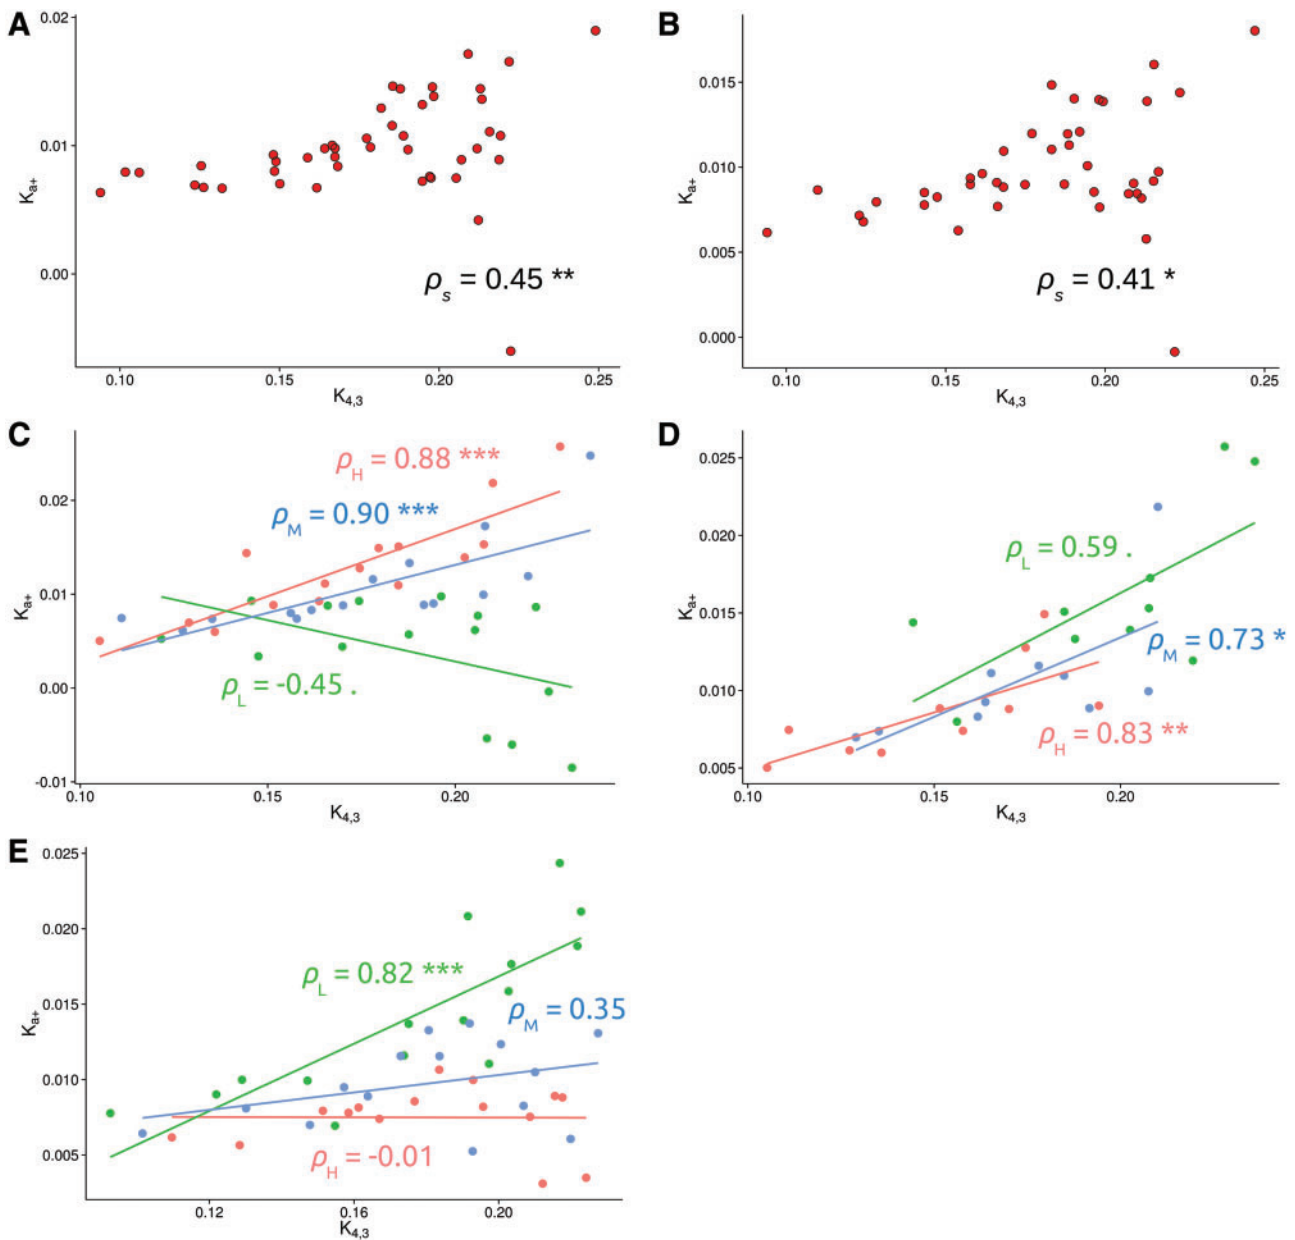 A
0.02
0.01
0.00
Ka+
ρs = 0.45 **
0.10 0.15 0.20 0.25
K4,3
B
0.015
0.010
0.005
0.000
Ka+
ρs = 0.41 *
0.10 0.15 0.20 0.25
K4,3
C
ρH = 0.88 ***
ρM = 0.90 ***
ρL = -0.45 .
0.02
0.01
0.00
-0.01
Ka+
0.10 0.15 0.20
K4,3
D
0.025
0.020
0.015
0.010
0.005
Ka+
ρL = 0.59 .
ρM = 0.73 *
ρH = 0.83 **
0.10 0.15 0.20
K4,3
E
0.025
0.020
0.015
0.010
0.005
Ka+
ρL = 0.82 ***
ρM = 0.35
ρH = -0.01
0.12 0.16 0.20
K4,3